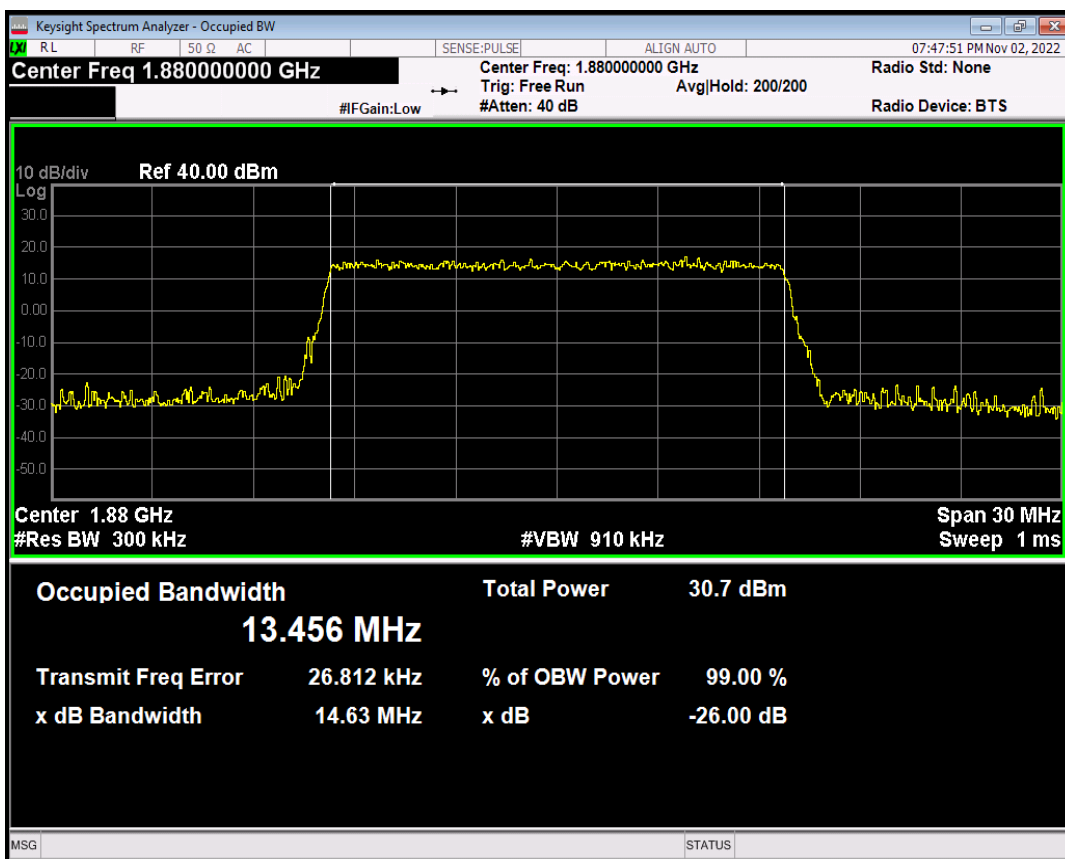 Keysight Spectrum Analyzer - Occupied BW
LXI RL RF 50 Ω AC SENSE:PULSE ALIGN AUTO 07:47:51 PM Nov 02, 2022
Center Freq 1.880000000 GHz Center Freq: 1.880000000 GHz Radio Std: None
Trig: Free Run Avg|Hold: 200/200
#IFGain:Low #Atten: 40 dB Radio Device: BTS
10 dB/div Ref 40.00 dBm
Log
30.0
20.0
10.0
0.00
-10.0
-20.0
-30.0
-40.0
-50.0
Center 1.88 GHz Span 30 MHz
#Res BW 300 kHz #VBW 910 kHz Sweep 1 ms
Occupied Bandwidth Total Power 30.7 dBm
13.456 MHz
Transmit Freq Error 26.812 kHz % of OBW Power 99.00 %
x dB Bandwidth 14.63 MHz x dB -26.00 dB
MSG STATUS